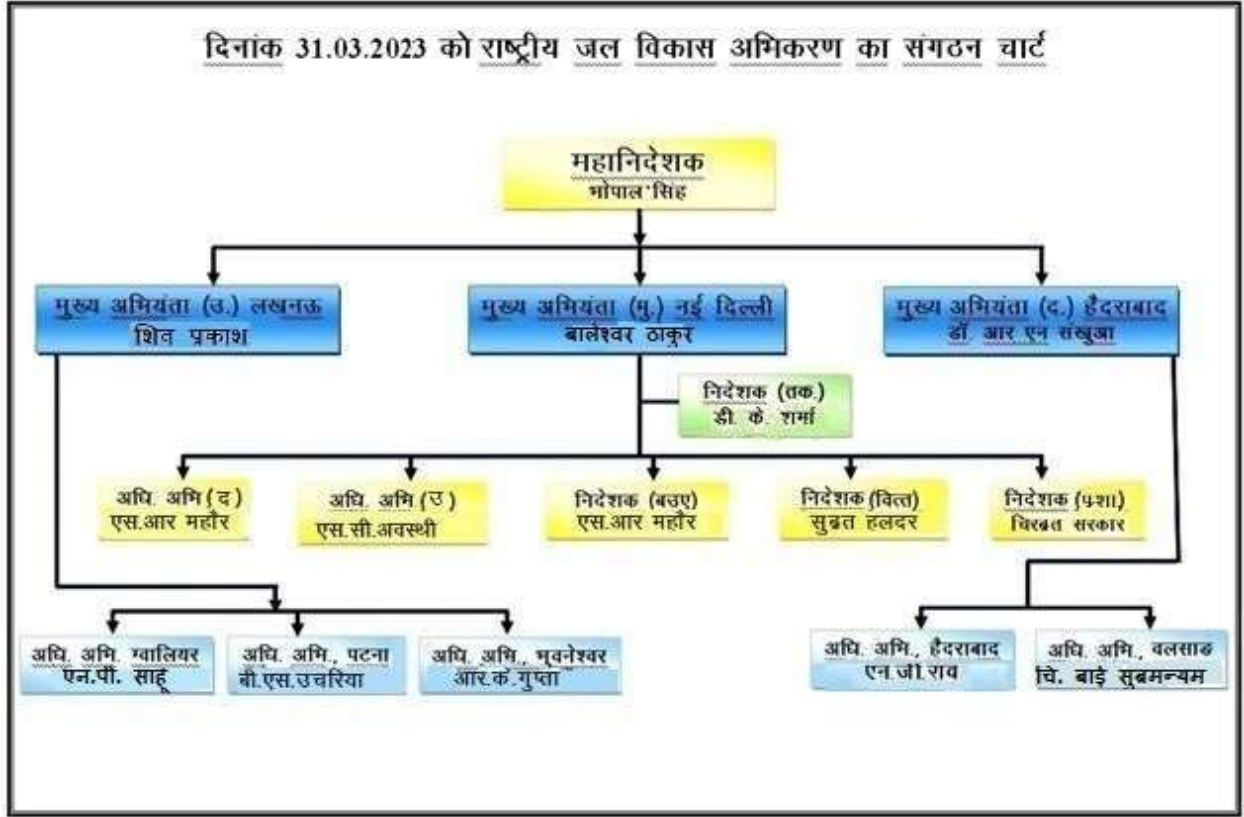 दिनांक 31.03.2023 को राष्ट्रीय जल विकास अभिकरण का संगठन चार्ट
महानिदेशक
भोपाल सिंह
मुख्य अभियंता (उ.) लखनऊ
शिव प्रकाश
मुख्य अभियंता (मु.) नई दिल्ली
बालेश्वर ठाकुर
मुख्य अभियंता (द.) हैदराबाद
डॉ. आर एन संखुआ
निदेशक (तक.)
डी. के. शर्मा
अधि. अभि (द)
एस.आर महौर
अधि. अभि (उ)
एस.सी.अवस्थी
निदेशक (बउए)
एस.आर महौर
निदेशक (वित्त)
सुब्रत हलदर
निदेशक (प्रशा)
चिरब्रत सरकार
अधि. अभि. ग्वालियर
एन.पी. साहू
अधि. अभि., पटना
बी.एस.उचरिया
अधि. अभि., भुवनेश्वर
आर.के.गुप्ता
अधि. अभि., हैदराबाद
एन.जी.राव
अधि. अभि., वलसाड
चि. बाई सुब्रमन्यम